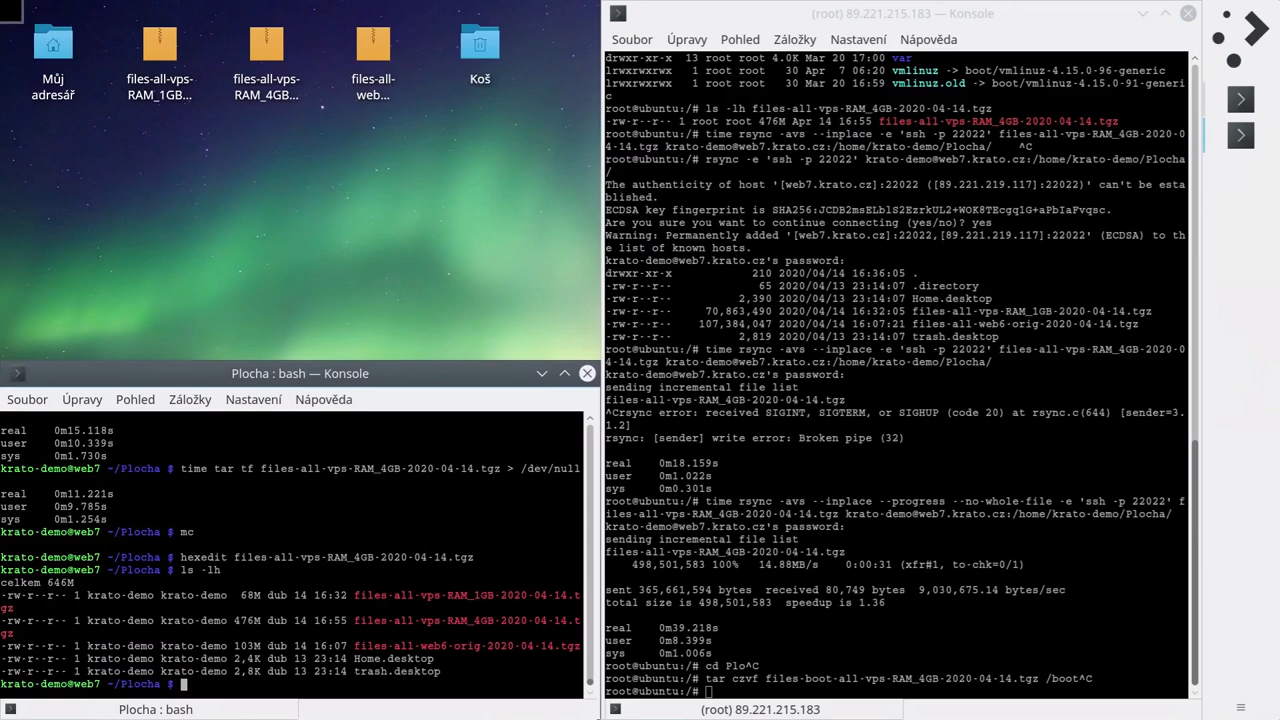 Můj
adresář
files-all-vps-
RAM_1GB...
files-all-vps-
RAM_4GB...
files-all-
web...
Koš
Plocha : bash — Konsole
Soubor Úpravy Pohled Záložky Nastavení Nápověda
real 0m15.118s
user 0m10.339s
sys 0m1.730s
krato-demo@web7 ~/Plocha $ time tar tf files-all-vps-RAM_4GB-2020-04-14.tgz > /dev/null
real 0m11.221s
user 0m9.785s
sys 0m1.254s
krato-demo@web7 ~/Plocha $ mc
krato-demo@web7 ~/Plocha $ hexedit files-all-vps-RAM_4GB-2020-04-14.tgz
krato-demo@web7 ~/Plocha $ ls -lh
celkem 646M
-rw-r--r-- 1 krato-demo krato-demo 68M dub 14 16:32 files-all-vps-RAM_1GB-2020-04-14.t
gz
-rw-r--r-- 1 krato-demo krato-demo 476M dub 14 16:55 files-all-vps-RAM_4GB-2020-04-14.t
gz
-rw-r--r-- 1 krato-demo krato-demo 103M dub 14 16:07 files-all-web6-orig-2020-04-14.tgz
-rw-r--r-- 1 krato-demo krato-demo 2,4K dub 13 23:14 Home.desktop
-rw-r--r-- 1 krato-demo krato-demo 2,8K dub 13 23:14 trash.desktop
krato-demo@web7 ~/Plocha $
Plocha : bash
(root) 89.221.215.183 — Konsole
Soubor Úpravy Pohled Záložky Nastavení Nápověda
drwxr-xr-x 13 root root 4.0K Mar 20 17:00 var
lrwxrwxrwx 1 root root 30 Apr 7 06:20 vmlinuz -> boot/vmlinuz-4.15.0-96-generic
lrwxrwxrwx 1 root root 30 Mar 20 16:59 vmlinuz.old -> boot/vmlinuz-4.15.0-91-generi
c
root@ubuntu:/# ls -lh files-all-vps-RAM_4GB-2020-04-14.tgz
-rw-r--r-- 1 root root 476M Apr 14 16:55 files-all-vps-RAM_4GB-2020-04-14.tgz
root@ubuntu:/# time rsync -avs --inplace -e 'ssh -p 22022' files-all-vps-RAM_4GB-2020-0
4-14.tgz krato-demo@web7.krato.cz:/home/krato-demo/Plocha/ ^C
root@ubuntu:/# rsync -e 'ssh -p 22022' krato-demo@web7.krato.cz:/home/krato-demo/Plocha
/
The authenticity of host '[web7.krato.cz]:22022 ([89.221.219.117]:22022)' can't be esta
blished.
ECDSA key fingerprint is SHA256:JCDB2msELblS2EzrkUL2+WOK8TEcgq1G+aPbIaFvqsc.
Are you sure you want to continue connecting (yes/no)? yes
Warning: Permanently added '[web7.krato.cz]:22022,[89.221.219.117]:22022' (ECDSA) to th
e list of known hosts.
krato-demo@web7.krato.cz's password:
drwxr-xr-x 210 2020/04/14 16:36:05 .
-rw-r--r-- 65 2020/04/13 23:14:07 .directory
-rw-r--r-- 2,390 2020/04/13 23:14:07 Home.desktop
-rw-r--r-- 70,863,490 2020/04/14 16:32:05 files-all-vps-RAM_1GB-2020-04-14.tgz
-rw-r--r-- 107,384,047 2020/04/14 16:07:21 files-all-web6-orig-2020-04-14.tgz
-rw-r--r-- 2,819 2020/04/13 23:14:07 trash.desktop
root@ubuntu:/# time rsync -avs --inplace -e 'ssh -p 22022' files-all-vps-RAM_4GB-2020-0
4-14.tgz krato-demo@web7.krato.cz:/home/krato-demo/Plocha/
krato-demo@web7.krato.cz's password:
sending incremental file list
files-all-vps-RAM_4GB-2020-04-14.tgz
^Crsync error: received SIGINT, SIGTERM, or SIGHUP (code 20) at rsync.c(644) [sender=3.
1.2]
rsync: [sender] write error: Broken pipe (32)
real 0m18.159s
user 0m1.022s
sys 0m0.301s
root@ubuntu:/# time rsync -avs --inplace --progress --no-whole-file -e 'ssh -p 22022' f
iles-all-vps-RAM_4GB-2020-04-14.tgz krato-demo@web7.krato.cz:/home/krato-demo/Plocha/
krato-demo@web7.krato.cz's password:
sending incremental file list
files-all-vps-RAM_4GB-2020-04-14.tgz
498,501,583 100% 14.88MB/s 0:00:31 (xfr#1, to-chk=0/1)
sent 365,661,594 bytes received 80,749 bytes 9,030,675.14 bytes/sec
total size is 498,501,583 speedup is 1.36
real 0m39.218s
user 0m8.399s
sys 0m1.006s
root@ubuntu:/# cd Plo^C
root@ubuntu:/# tar czvf files-boot-all-vps-RAM_4GB-2020-04-14.tgz /boot^C
root@ubuntu:/#
(root) 89.221.215.183